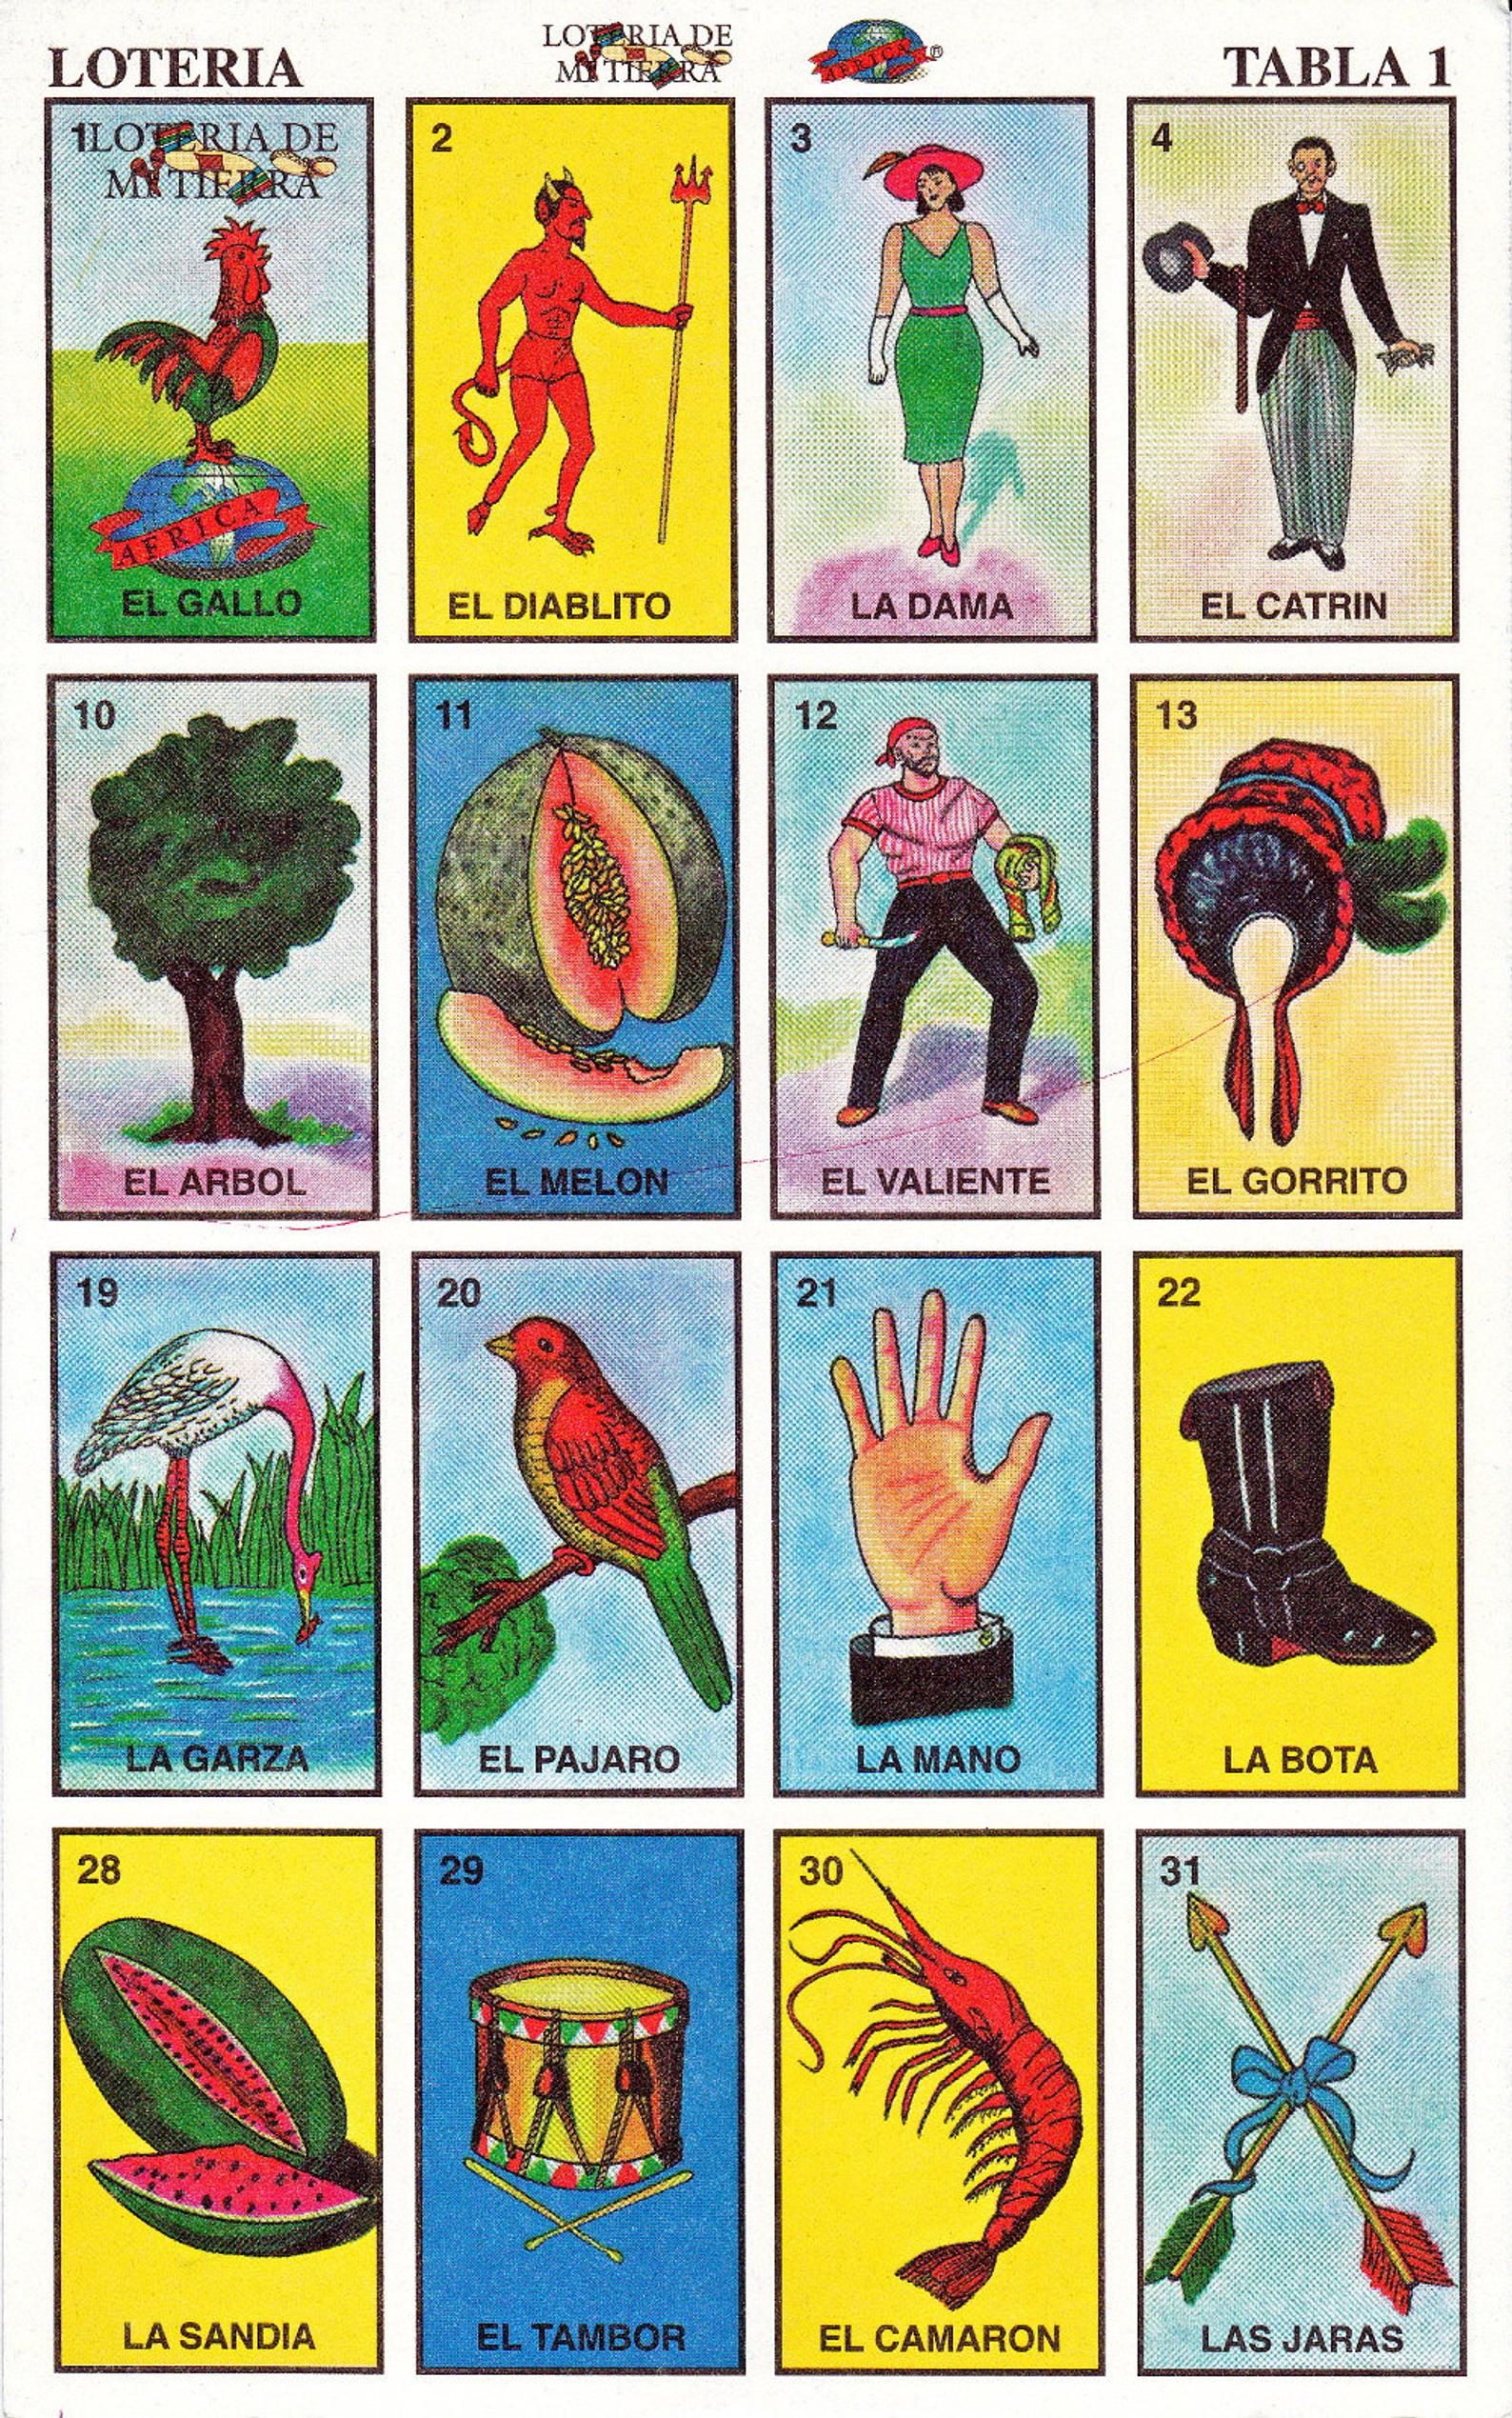 LOTERIA
LOTERIA DE
MI TIERRA
AFRICA ®
TABLA 1
1
LOTERIA DE
MI TIERRA
AFRICA
EL GALLO
2
EL DIABLITO
3
LA DAMA
4
EL CATRIN
10
EL ARBOL
11
EL MELON
12
EL VALIENTE
13
EL GORRITO
19
LA GARZA
20
EL PAJARO
21
LA MANO
22
LA BOTA
28
LA SANDIA
29
EL TAMBOR
30
EL CAMARON
31
LAS JARAS